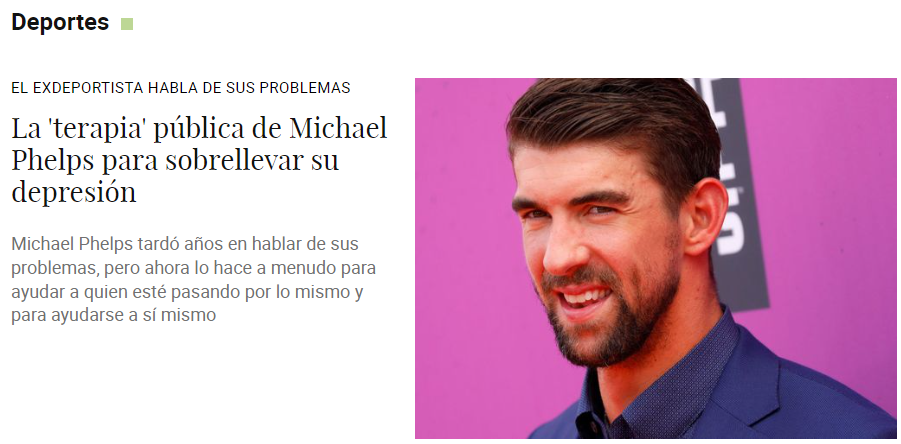 Deportes
EL EXDEPORTISTA HABLA DE SUS PROBLEMAS
La 'terapia' pública de Michael
Phelps para sobrellevar su
depresión
Michael Phelps tardó años en hablar de sus
problemas, pero ahora lo hace a menudo para
ayudar a quien esté pasando por lo mismo y
para ayudarse a sí mismo